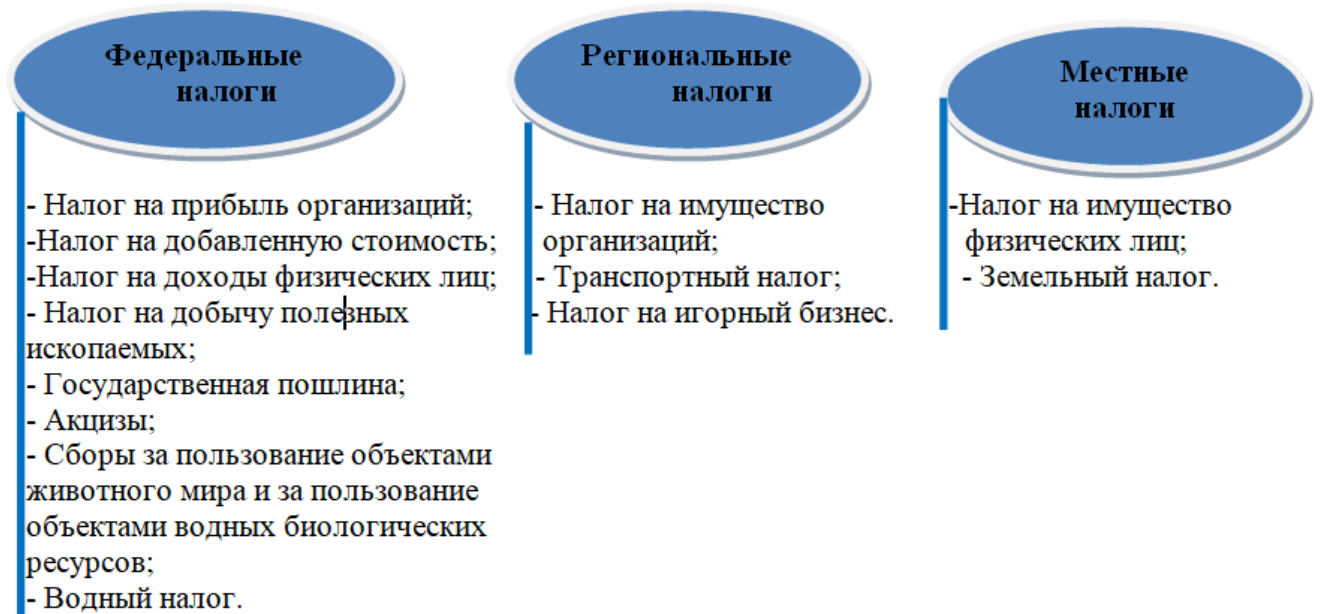 Федеральные
налоги
- Налог на прибыль организаций;
-Налог на добавленную стоимость;
-Налог на доходы физических лиц;
- Налог на добычу полезных
ископаемых;
- Государственная пошлина;
- Акцизы;
- Сборы за пользование объектами
животного мира и за пользование
объектами водных биологических
ресурсов;
- Водный налог.
Региональные
налоги
- Налог на имущество
организаций;
- Транспортный налог;
- Налог на игорный бизнес.
Местные
налоги
-Налог на имущество
физических лиц;
- Земельный налог.